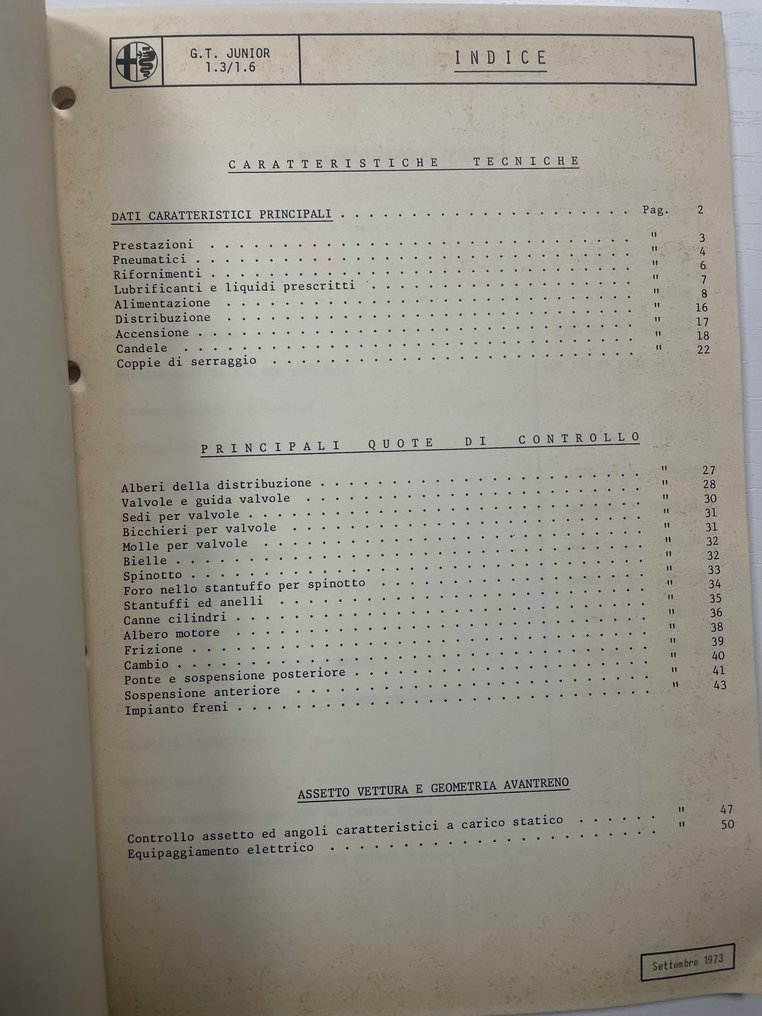 G.T. JUNIOR
1.3/1.6
INDICE
CARATTERISTICHE TECNICHE
DATI CARATTERISTICI PRINCIPALI . . . . . . . . . . . . . . . . . . . . Pag. 2
Prestazioni . . . . . . . . . . . . . . . . . . . . " 3
Pneumatici . . . . . . . . . . . . . . . . . . . . " 4
Rifornimenti . . . . . . . . . . . . . . . . . . . . " 6
Lubrificanti e liquidi prescritti . . . . . . . . . . . . . . . . . . " 7
Alimentazione . . . . . . . . . . . . . . . . . . . . " 8
Distribuzione . . . . . . . . . . . . . . . . . . . . " 16
Accensione . . . . . . . . . . . . . . . . . . . . " 17
Candele . . . . . . . . . . . . . . . . . . . . " 18
Coppie di serraggio . . . . . . . . . . . . . . . . . . . . " 22
PRINCIPALI QUOTE DI CONTROLLO
Alberi della distribuzione . . . . . . . . . . . . . . . . . . . . " 27
Valvole e guida valvole . . . . . . . . . . . . . . . . . . . . " 28
Sedi per valvole . . . . . . . . . . . . . . . . . . . . " 30
Bicchieri per valvole . . . . . . . . . . . . . . . . . . . . " 31
Molle per valvole . . . . . . . . . . . . . . . . . . . . " 31
Bielle . . . . . . . . . . . . . . . . . . . . " 32
Spinotto . . . . . . . . . . . . . . . . . . . . " 32
Foro nello stantuffo per spinotto . . . . . . . . . . . . . . . . . . " 33
Stantuffi ed anelli . . . . . . . . . . . . . . . . . . . . " 34
Canne cilindri . . . . . . . . . . . . . . . . . . . . " 35
Albero motore . . . . . . . . . . . . . . . . . . . . " 36
Frizione . . . . . . . . . . . . . . . . . . . . " 38
Cambio . . . . . . . . . . . . . . . . . . . . " 39
Ponte e sospensione posteriore . . . . . . . . . . . . . . . . . . . . " 40
Sospensione anteriore . . . . . . . . . . . . . . . . . . . . " 41
Impianto freni . . . . . . . . . . . . . . . . . . . . " 43
ASSETTO VETTURA E GEOMETRIA AVANTRENO
Controllo assetto ed angoli caratteristici a carico statico . . . . . . " 47
Equipaggiamento elettrico . . . . . . . . . . . . . . . . . . . . " 50
Settembre 1973